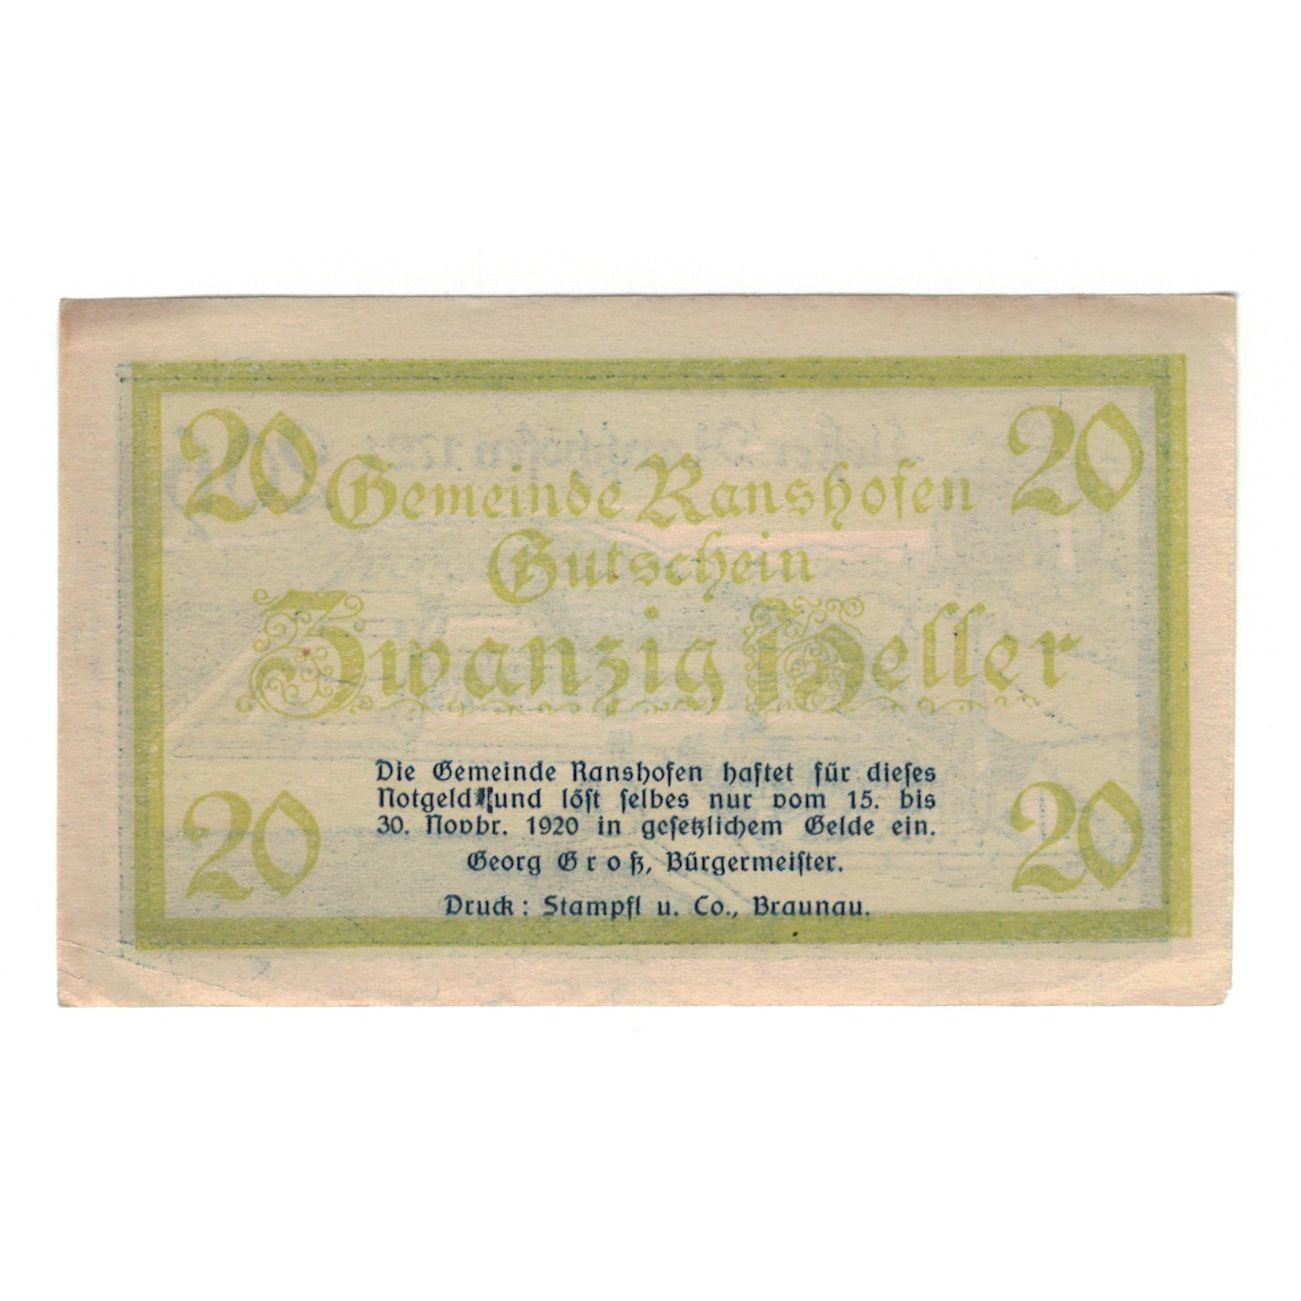 20 20
Gemeinde Ranshofen
Gutschein
Zwanzig Heller
Die Gemeinde Ranshofen haftet für dieses
Notgeld und löst selbes nur vom 15. bis
30. Novbr. 1920 in gesetzlichem Gelde ein.
Georg Groß, Bürgermeister.
20 20
Druck: Stampfl u. Co., Braunau.